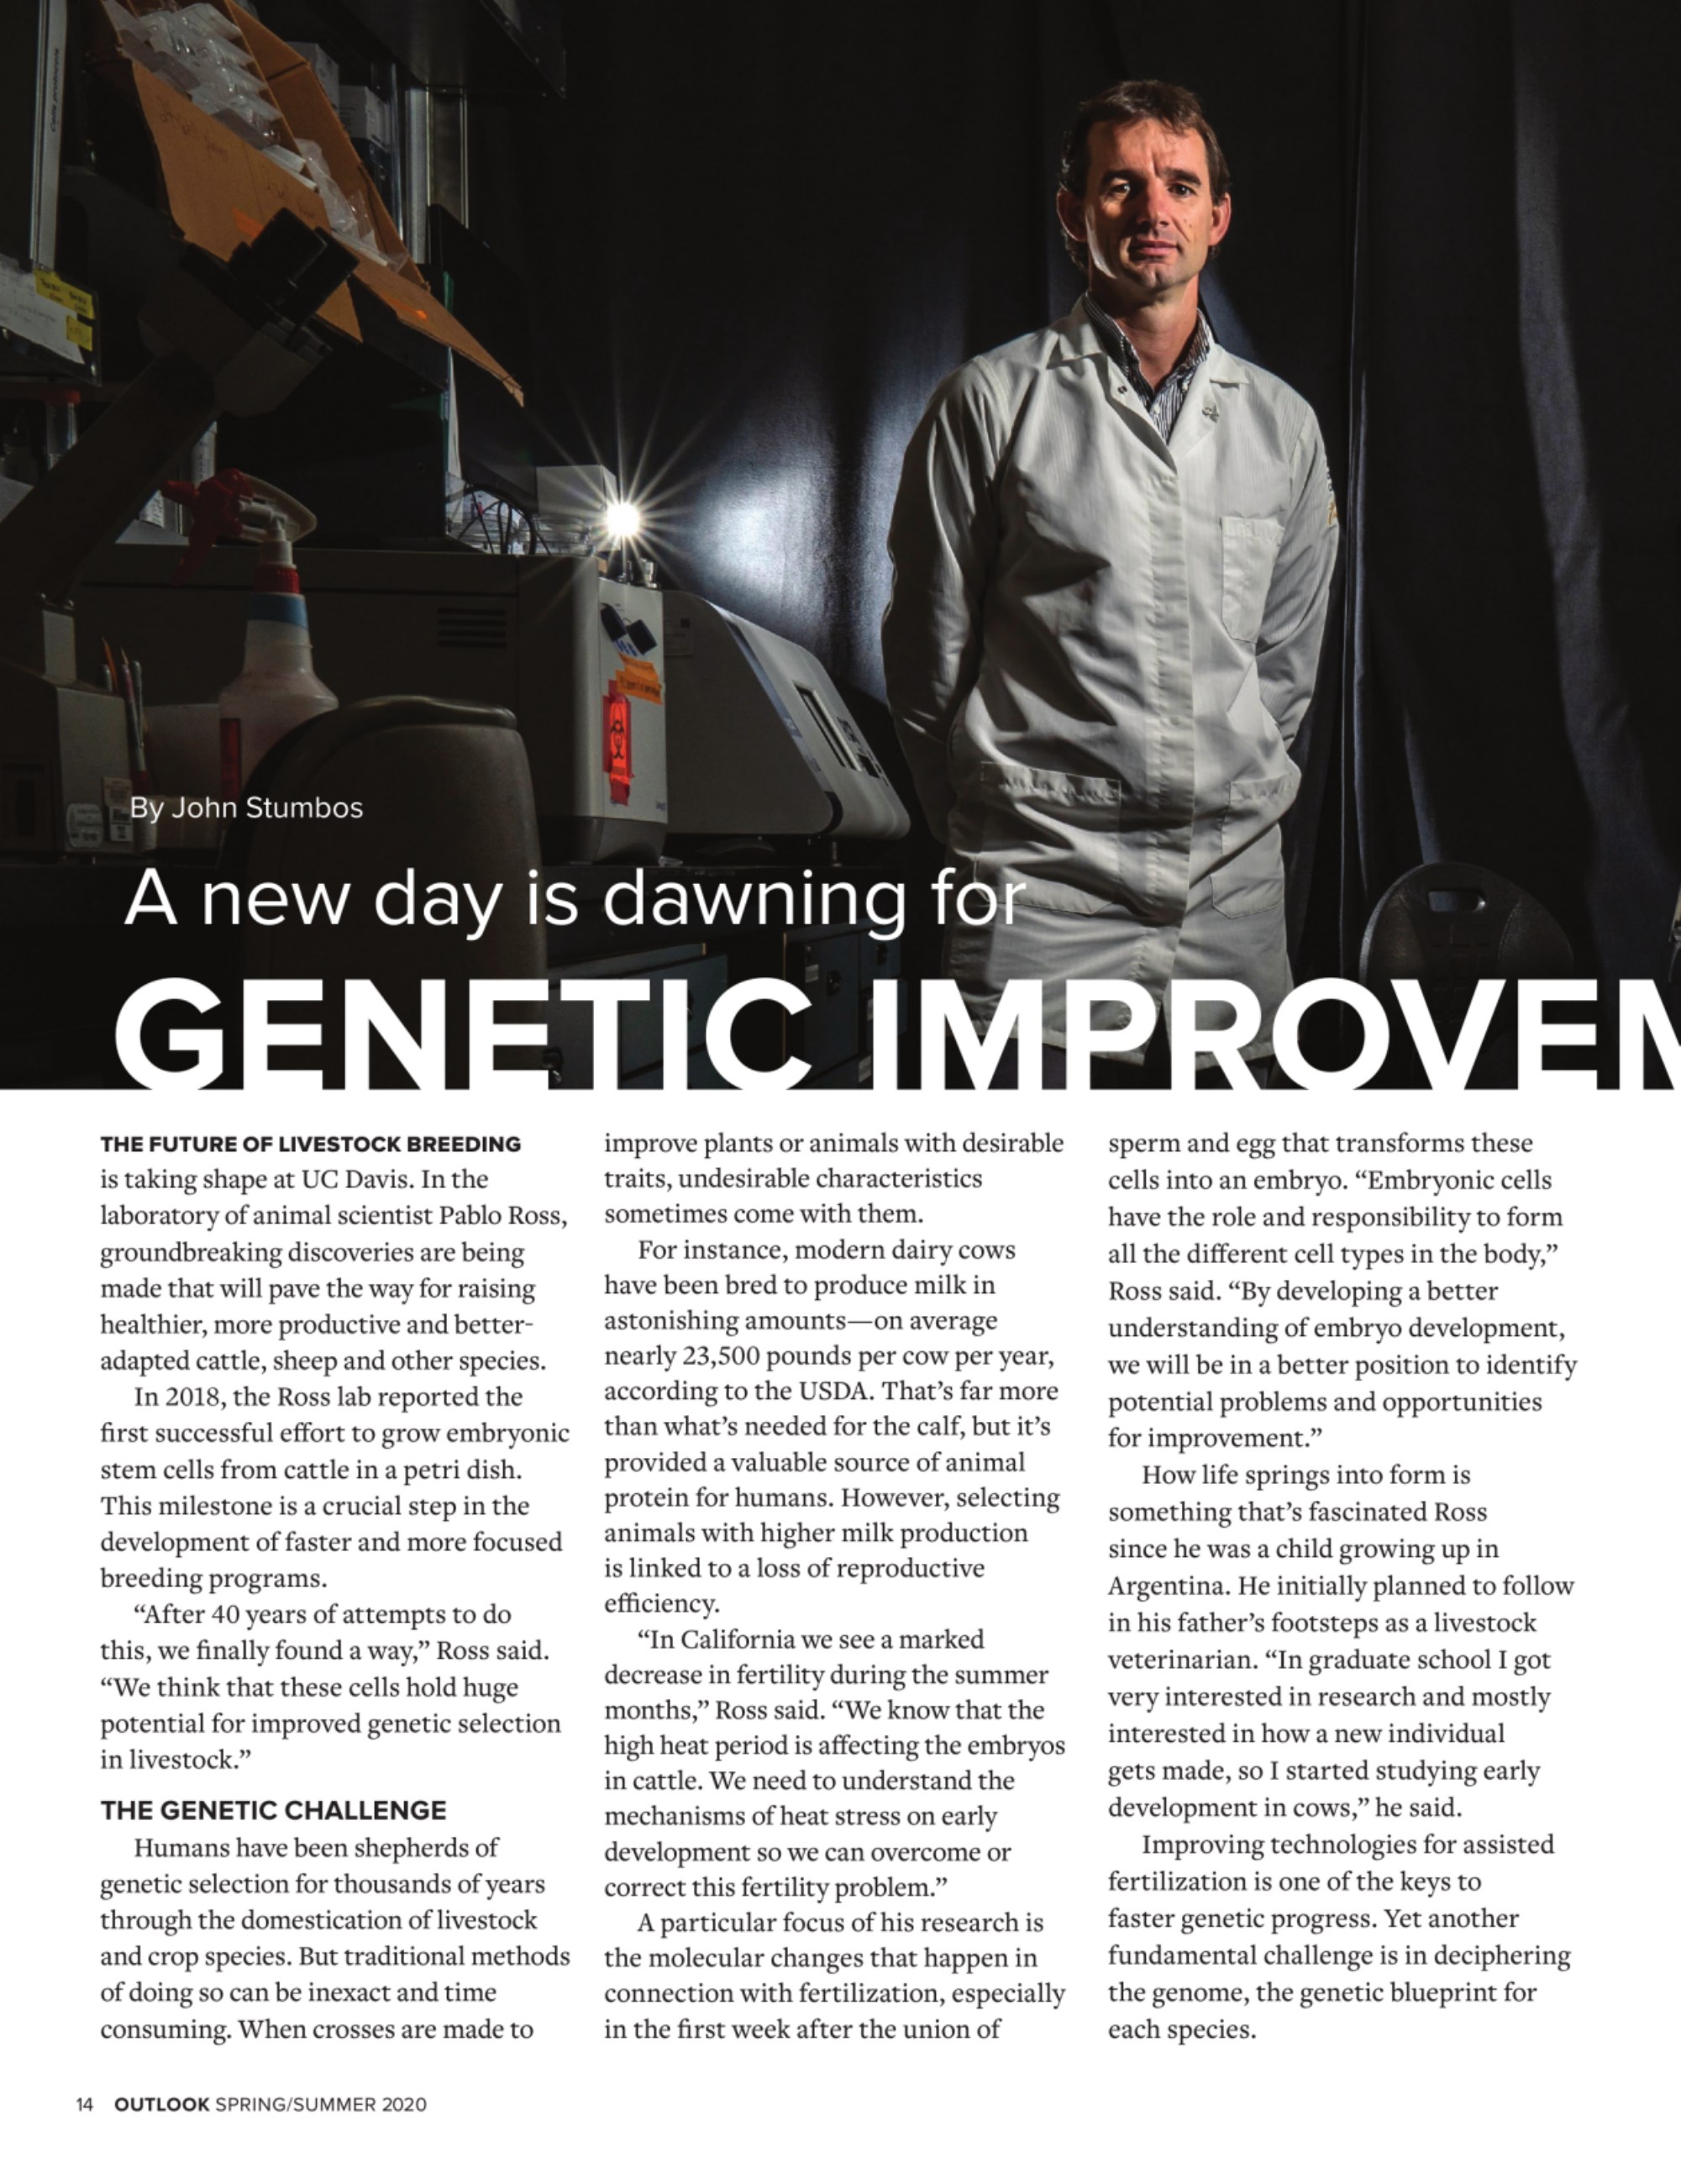 By John Stumbos
A new day is dawning for
GENETIC IMPROVEM
THE FUTURE OF LIVESTOCK BREEDING
is taking shape at UC Davis. In the
laboratory of animal scientist Pablo Ross,
groundbreaking discoveries are being
made that will pave the way for raising
healthier, more productive and better-
adapted cattle, sheep and other species.
In 2018, the Ross lab reported the
first successful effort to grow embryonic
stem cells from cattle in a petri dish.
This milestone is a crucial step in the
development of faster and more focused
breeding programs.
“After 40 years of attempts to do
this, we finally found a way,” Ross said.
“We think that these cells hold huge
potential for improved genetic selection
in livestock.”
THE GENETIC CHALLENGE
Humans have been shepherds of
genetic selection for thousands of years
through the domestication of livestock
and crop species. But traditional methods
of doing so can be inexact and time
consuming. When crosses are made to
improve plants or animals with desirable
traits, undesirable characteristics
sometimes come with them.
For instance, modern dairy cows
have been bred to produce milk in
astonishing amounts—on average
nearly 23,500 pounds per cow per year,
according to the USDA. That’s far more
than what’s needed for the calf, but it’s
provided a valuable source of animal
protein for humans. However, selecting
animals with higher milk production
is linked to a loss of reproductive
efficiency.
“In California we see a marked
decrease in fertility during the summer
months,” Ross said. “We know that the
high heat period is affecting the embryos
in cattle. We need to understand the
mechanisms of heat stress on early
development so we can overcome or
correct this fertility problem.”
A particular focus of his research is
the molecular changes that happen in
connection with fertilization, especially
in the first week after the union of
sperm and egg that transforms these
cells into an embryo. “Embryonic cells
have the role and responsibility to form
all the different cell types in the body,”
Ross said. “By developing a better
understanding of embryo development,
we will be in a better position to identify
potential problems and opportunities
for improvement.”
How life springs into form is
something that’s fascinated Ross
since he was a child growing up in
Argentina. He initially planned to follow
in his father’s footsteps as a livestock
veterinarian. “In graduate school I got
very interested in research and mostly
interested in how a new individual
gets made, so I started studying early
development in cows,” he said.
Improving technologies for assisted
fertilization is one of the keys to
faster genetic progress. Yet another
fundamental challenge is in deciphering
the genome, the genetic blueprint for
each species.
14 OUTLOOK SPRING/SUMMER 2020